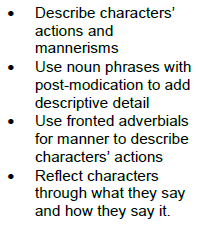 • Describe characters'
actions and
mannerisms
• Use noun phrases with
post-modication to add
descriptive detail
• Use fronted adverbials
for manner to describe
characters' actions
• Reflect characters
through what they say
and how they say it.